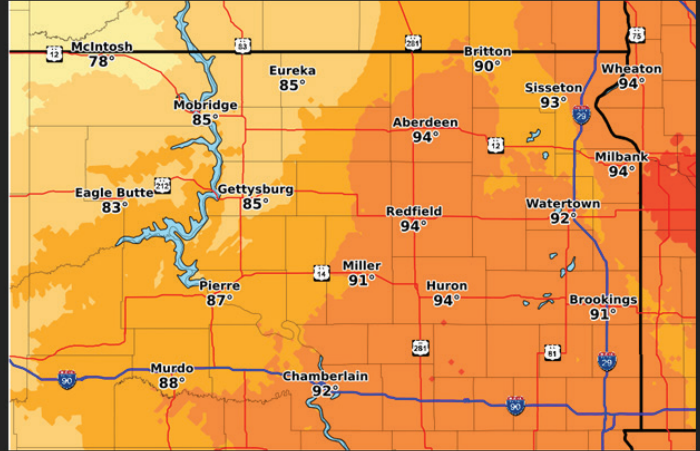 12
McIntosh
78°
83
281
75
Britton
90°
Eureka
85°
Wheaton
94°
Sisseton
93°
Mobridge
85°
29
Aberdeen
94°
12
Milbank
94°
212
Eagle Butte
83°
Gettysburg
85°
Redfield
94°
Watertown
92°
14
Miller
91°
Pierre
87°
Huron
94°
Brookings
91°
281
81
29
Murdo
88°
90
Chamberlain
92°
90